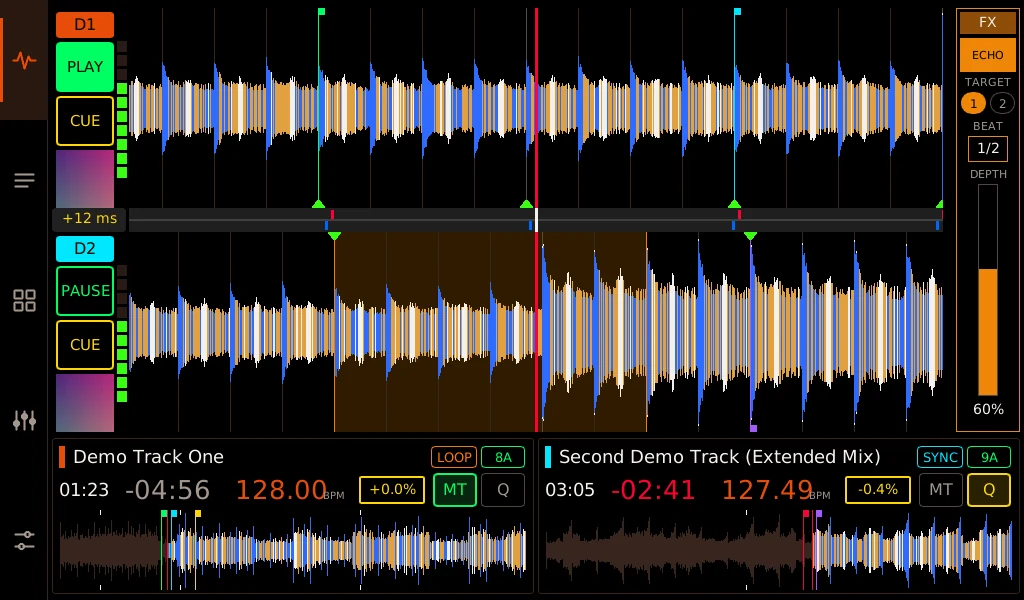 D1
PLAY
CUE
+12 ms
D2
PAUSE
CUE
FX
ECHO
TARGET
1 2
BEAT
1/2
DEPTH
60%
Demo Track One LOOP 8A
01:23 -04:56 128.00 BPM +0.0% MT Q
Second Demo Track (Extended Mix) SYNC 9A
03:05 -02:41 127.49 BPM -0.4% MT Q